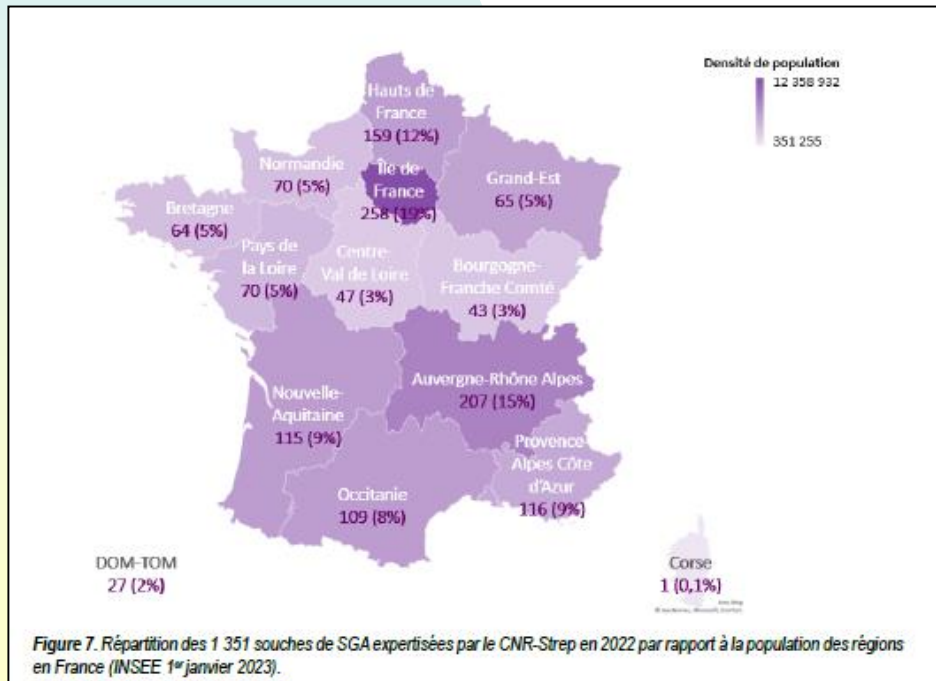 Densité de population
12 358 932
351 255
Hauts de
France
159 (12%)
Normandie
70 (5%)
Île de
France
258 (19%)
Grand-Est
65 (5%)
Bretagne
64 (5%)
Pays de
la Loire
70 (5%)
Centre-
Val de Loire
47 (3%)
Bourgogne-
Franche Comté
43 (3%)
Auvergne-Rhône Alpes
207 (15%)
Nouvelle-
Aquitaine
115 (9%)
Provence-
Alpes Côte
d'Azur
116 (9%)
Occitanie
109 (8%)
DOM-TOM
27 (2%)
Corse
1 (0,1%)
Figure 7. Répartition des 1 351 souches de SGA expertisées par le CNR-Strep en 2022 par rapport à la population des régions
en France (INSEE 1er janvier 2023).